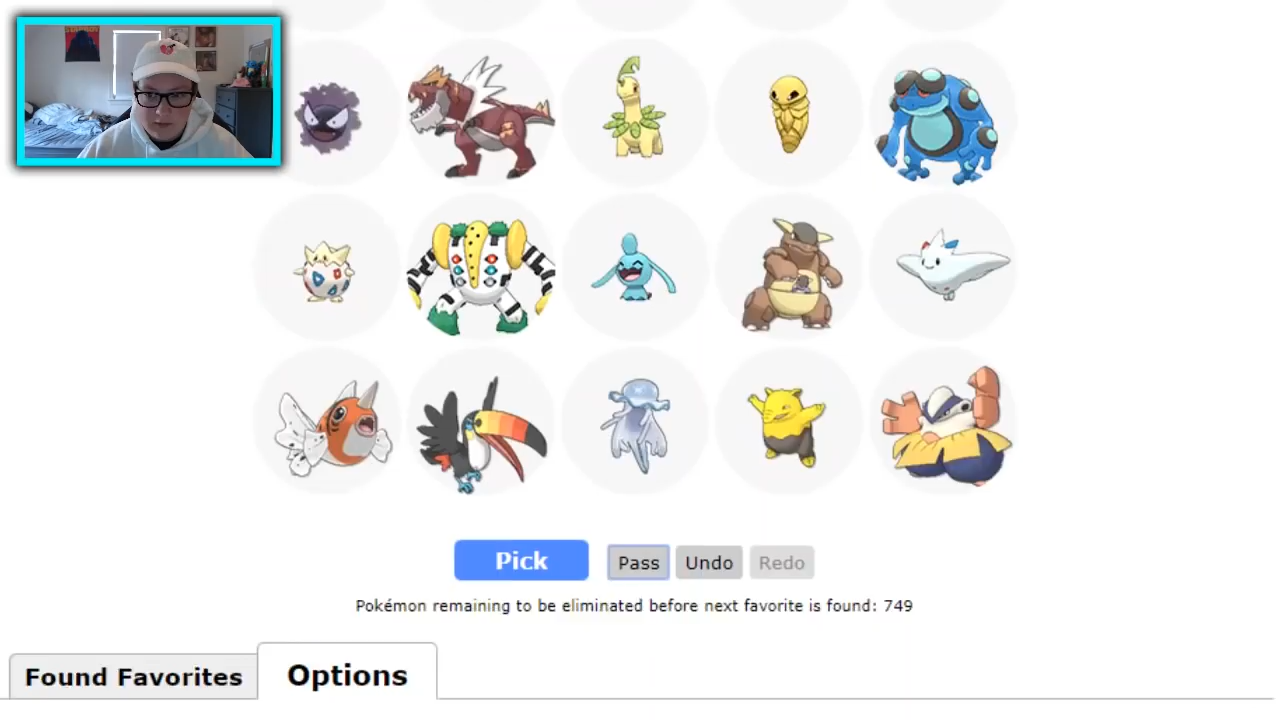 Pick
Pass
Undo
Redo
Pokémon remaining to be eliminated before next favorite is found: 749
Found Favorites
Options